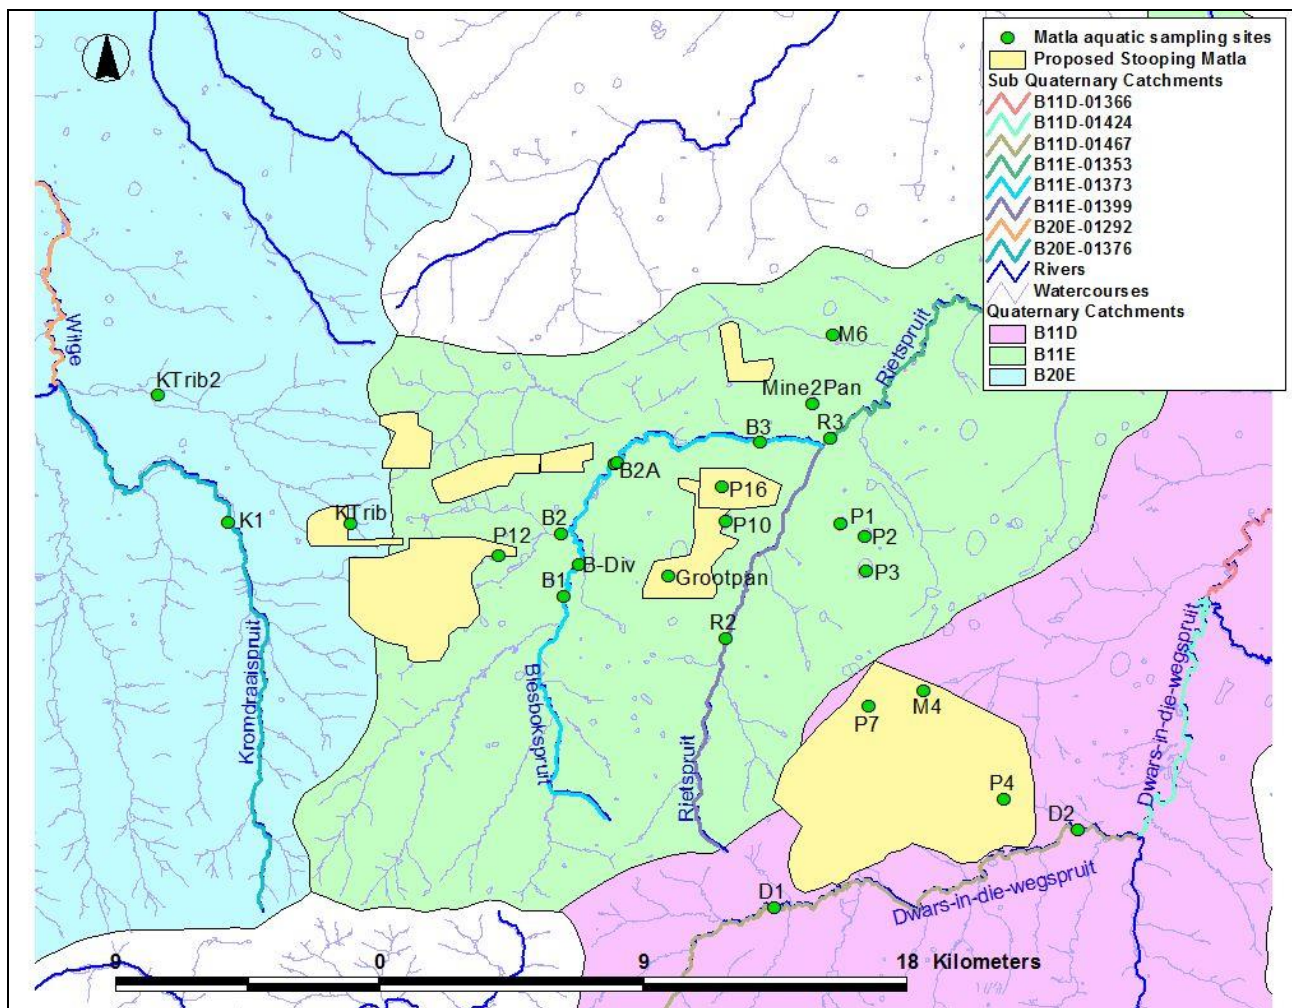 Matla aquatic sampling sites
Proposed Stooping Matla
Sub Quaternary Catchments
B11D-01366
B11D-01424
B11D-01467
B11E-01353
B11E-01373
B11E-01399
B20E-01292
B20E-01376
Rivers
Watercourses
Quaternary Catchments
B11D
B11E
B20E
Wilge
KTrib2
M6
Rietspruit
Mine2Pan
R3
B3
B2A
P16
K1
KTrib
B2
P10
P1
P2
P12
B-Div
P3
Grootpan
B1
R2
Kromdraaispruit
Blesbokspruit
Rietspruit
Dwars-in-die-wegspruit
M4
P7
P4
D2
D1
Dwars-in-die-wegspruit
9 0 9 18 Kilometers